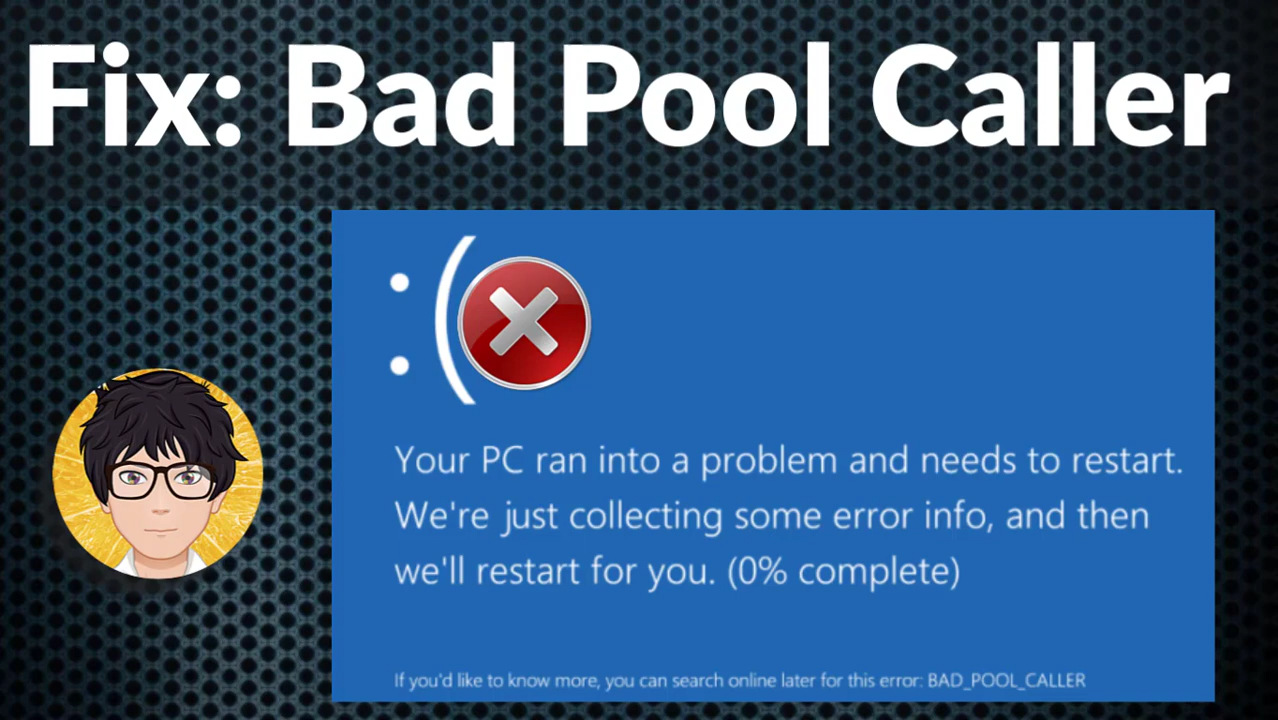 Fix: Bad Pool Caller
:(
Your PC ran into a problem and needs to restart.
We're just collecting some error info, and then
we'll restart for you. (0% complete)
If you'd like to know more, you can search online later for this error: BAD_POOL_CALLER